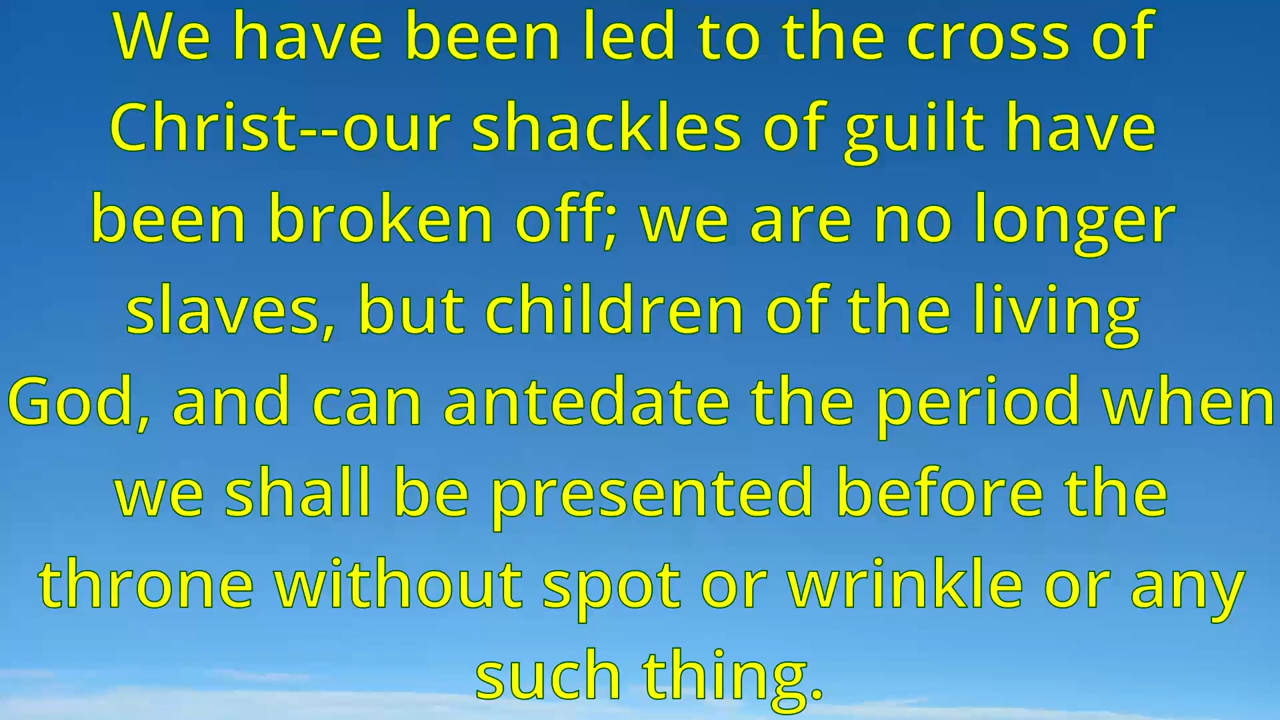 We have been led to the cross of
Christ--our shackles of guilt have
been broken off; we are no longer
slaves, but children of the living
God, and can antedate the period when
we shall be presented before the
throne without spot or wrinkle or any
such thing.